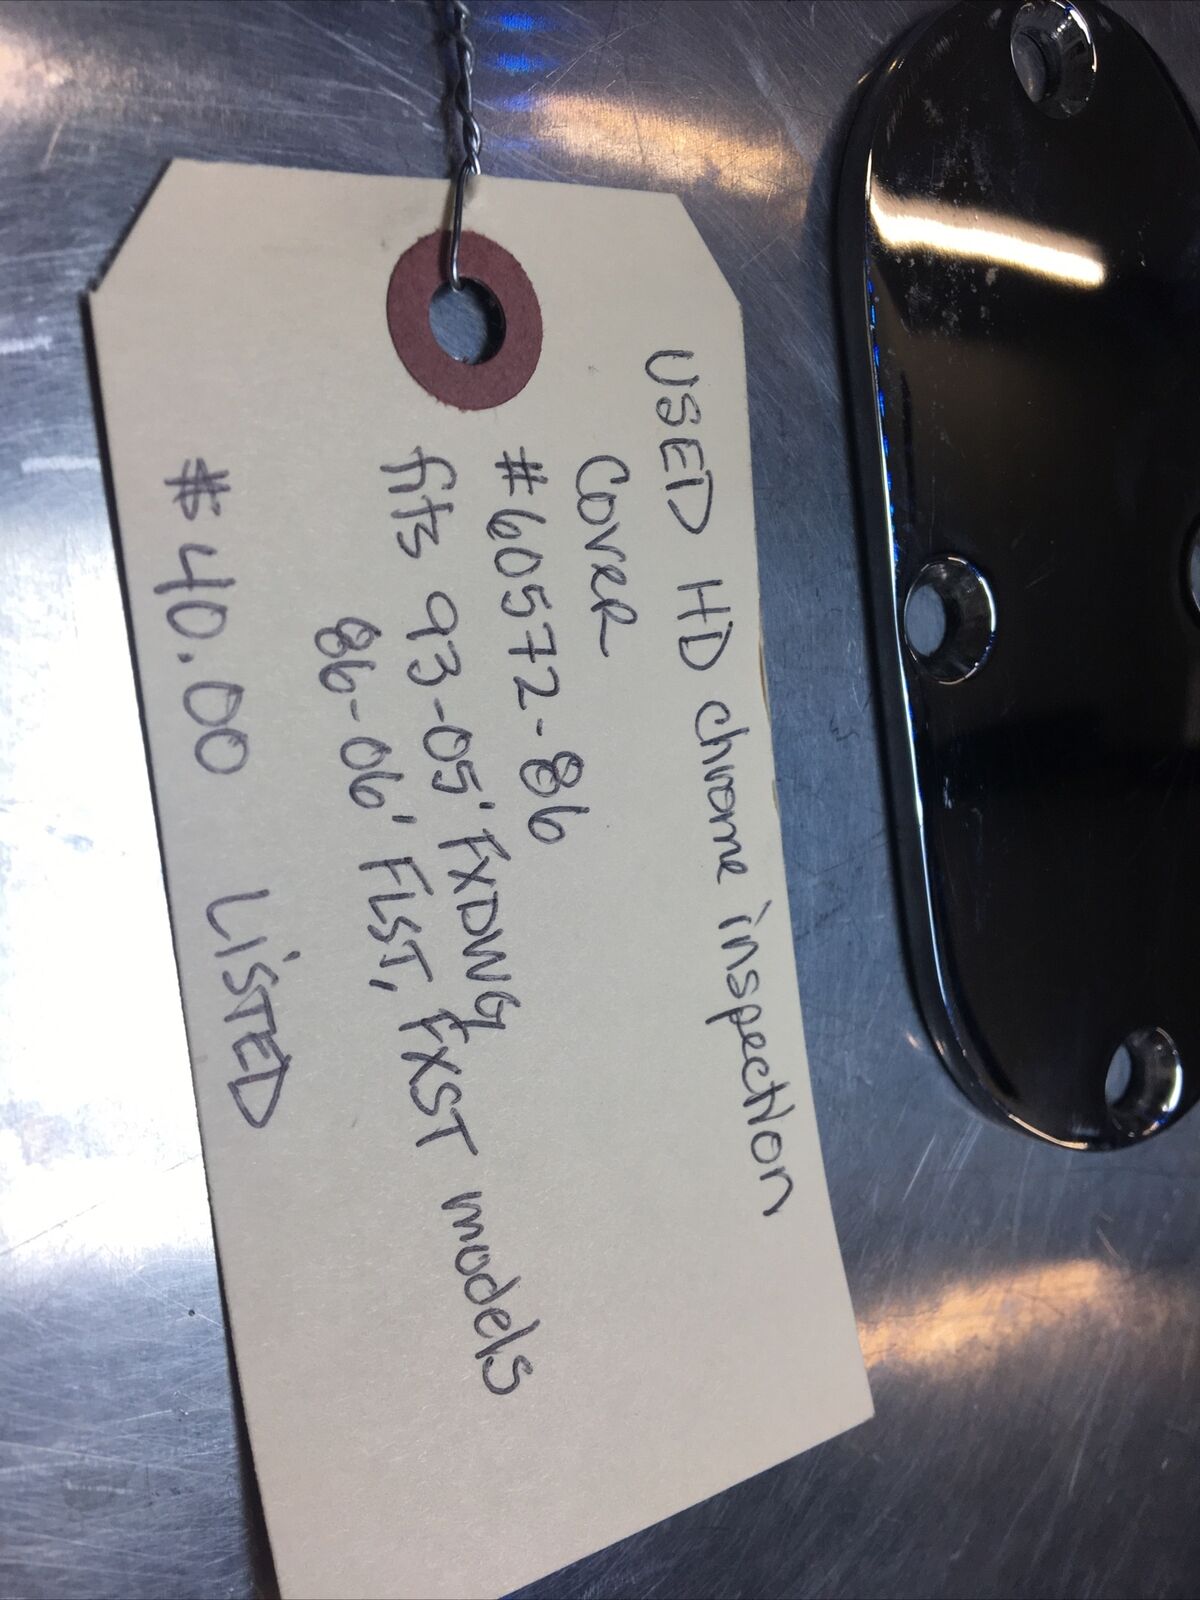 USED HD chrome inspection
COVER
#60572-86
fits 93-05' FXDWG
86-06' FLST, FXST models
$40.00 LiSTED